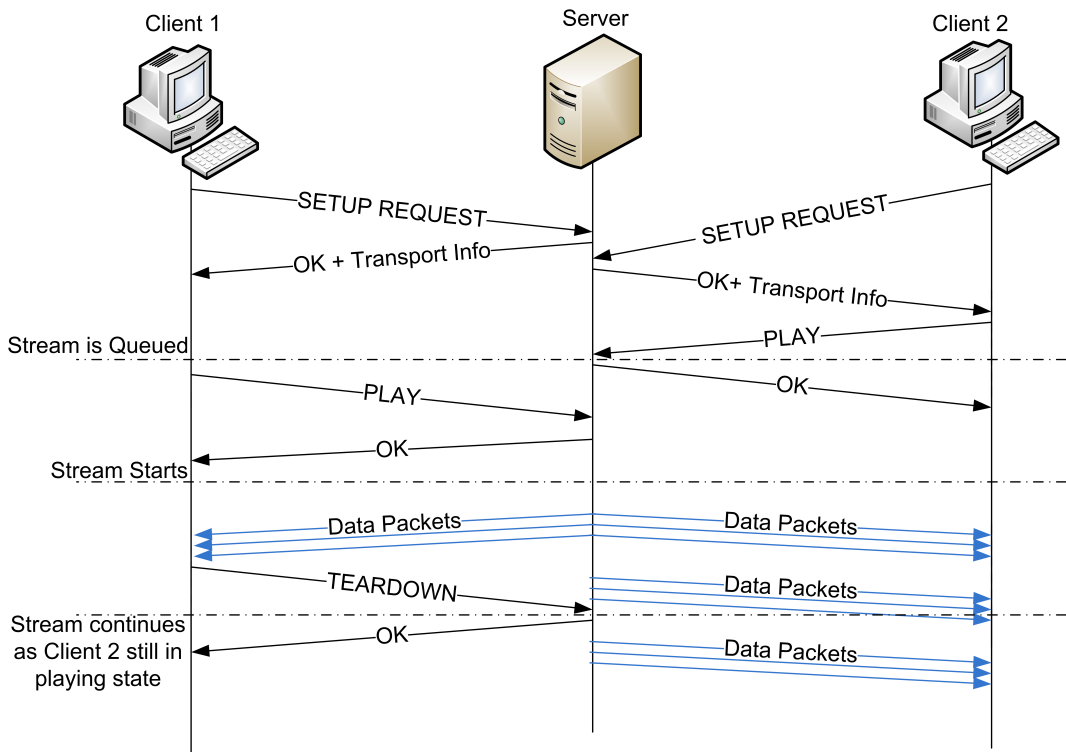 Client 1
Server
Client 2
SETUP REQUEST
SETUP REQUEST
OK + Transport Info
OK+ Transport Info
PLAY
Stream is Queued
OK
PLAY
OK
Stream Starts
Data Packets
Data Packets
TEARDOWN
Data Packets
Stream continues
as Client 2 still in
playing state
OK
Data Packets